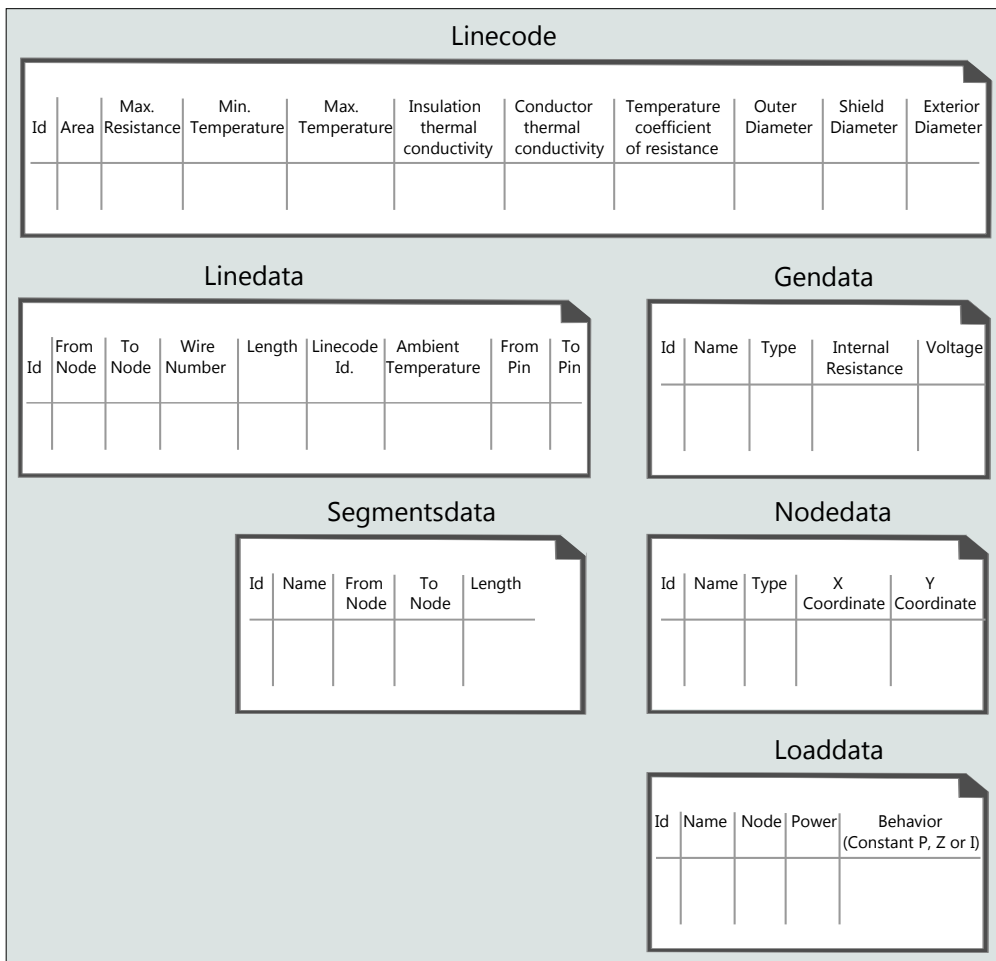 Linecode
Id Area Max. Resistance Min. Temperature Max. Temperature Insulation thermal conductivity Conductor thermal conductivity Temperature coefficient of resistance Outer Diameter Shield Diameter Exterior Diameter
Linedata
Id From Node To Node Wire Number Length Linecode Id. Ambient Temperature From Pin To Pin
Gendata
Id Name Type Internal Resistance Voltage
Segmentsdata
Id Name From Node To Node Length
Nodedata
Id Name Type X Coordinate Y Coordinate
Loaddata
Id Name Node Power Behavior (Constant P, Z or I)